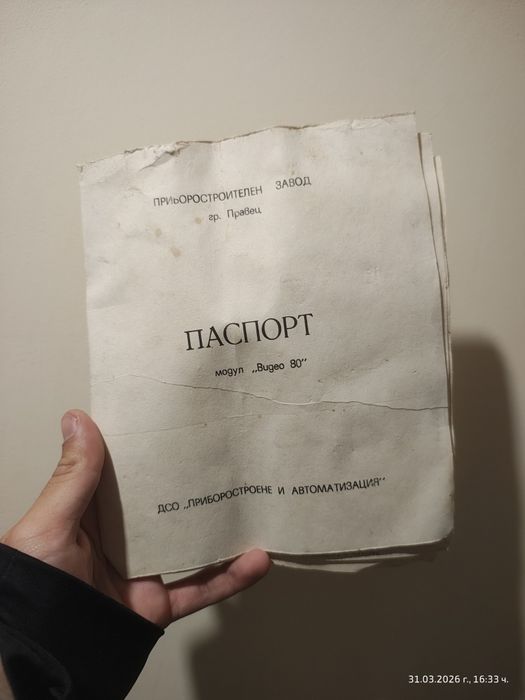 ПРИБОРОСТРОИТЕЛЕН ЗАВОД
гр. Правец
ПАСПОРТ
модул „Видео 80"
ДСО „ПРИБОРОСТРОЕНЕ И АВТОМАТИЗАЦИЯ"
31.03.2026 г., 16:33 ч.